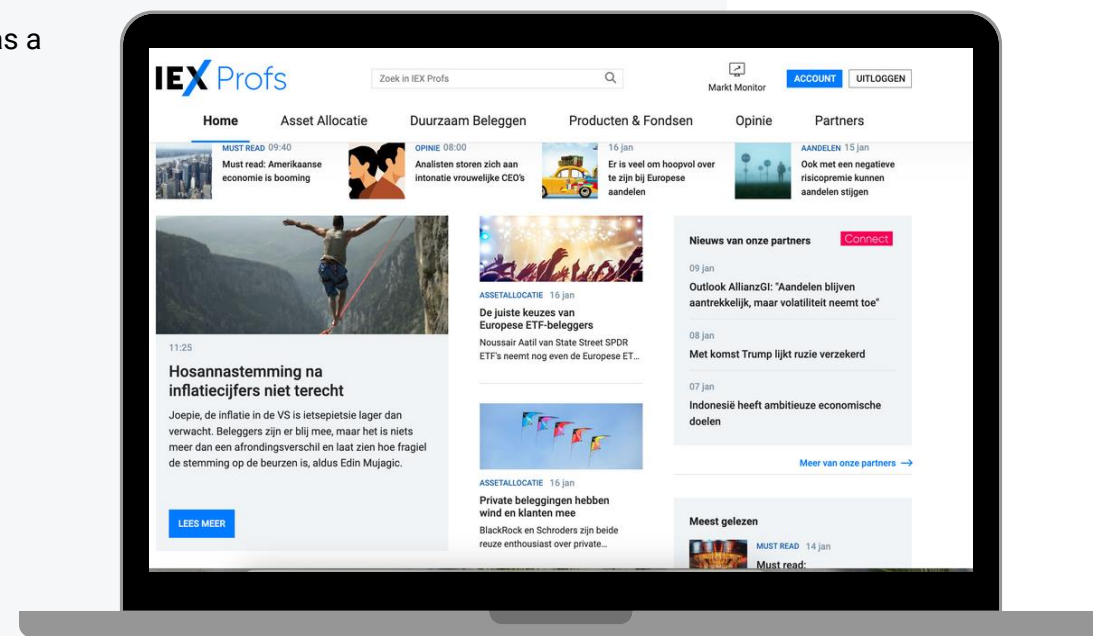 as a
IEX Profs
Zoek in IEX Profs
Markt Monitor
ACCOUNT
UITLOGGEN
Home
Asset Allocatie
Duurzaam Beleggen
Producten & Fondsen
Opinie
Partners
MUST READ 09:40
Must read: Amerikaanse
economie is booming
OPINIE 08:00
Analisten storen zich aan
intonatie vrouwelijke CEO's
16 jan
Er is veel om hoopvol over
te zijn bij Europese
aandelen
AANDELEN 15 jan
Ook met een negatieve
risicopremie kunnen
aandelen stijgen
11:25
Hosannastemming na
inflatiecijfers niet terecht
Joepie, de inflatie in de VS is ietsepietsie lager dan
verwacht. Beleggers zijn er blij mee, maar het is niets
meer dan een afrondingsverschil en laat zien hoe fragiel
de stemming op de beurzen is, aldus Edin Mujagic.
LEES MEER
ASSETALLOCATIE 16 jan
De juiste keuzes van
Europese ETF-beleggers
Noussair Aatil van State Street SPDR
ETF's neemt nog even de Europese ET...
ASSETALLOCATIE 16 jan
Private beleggingen hebben
wind en klanten mee
BlackRock en Schroders zijn beide
reuze enthousiast over private...
Nieuws van onze partners
Connect
09 jan
Outlook AllianzGI: "Aandelen blijven
aantrekkelijk, maar volatiliteit neemt toe"
08 jan
Met komst Trump lijkt ruzie verzekerd
07 jan
Indonesië heeft ambitieuze economische
doelen
Meer van onze partners →
Meest gelezen
MUST READ 14 jan
Must read: